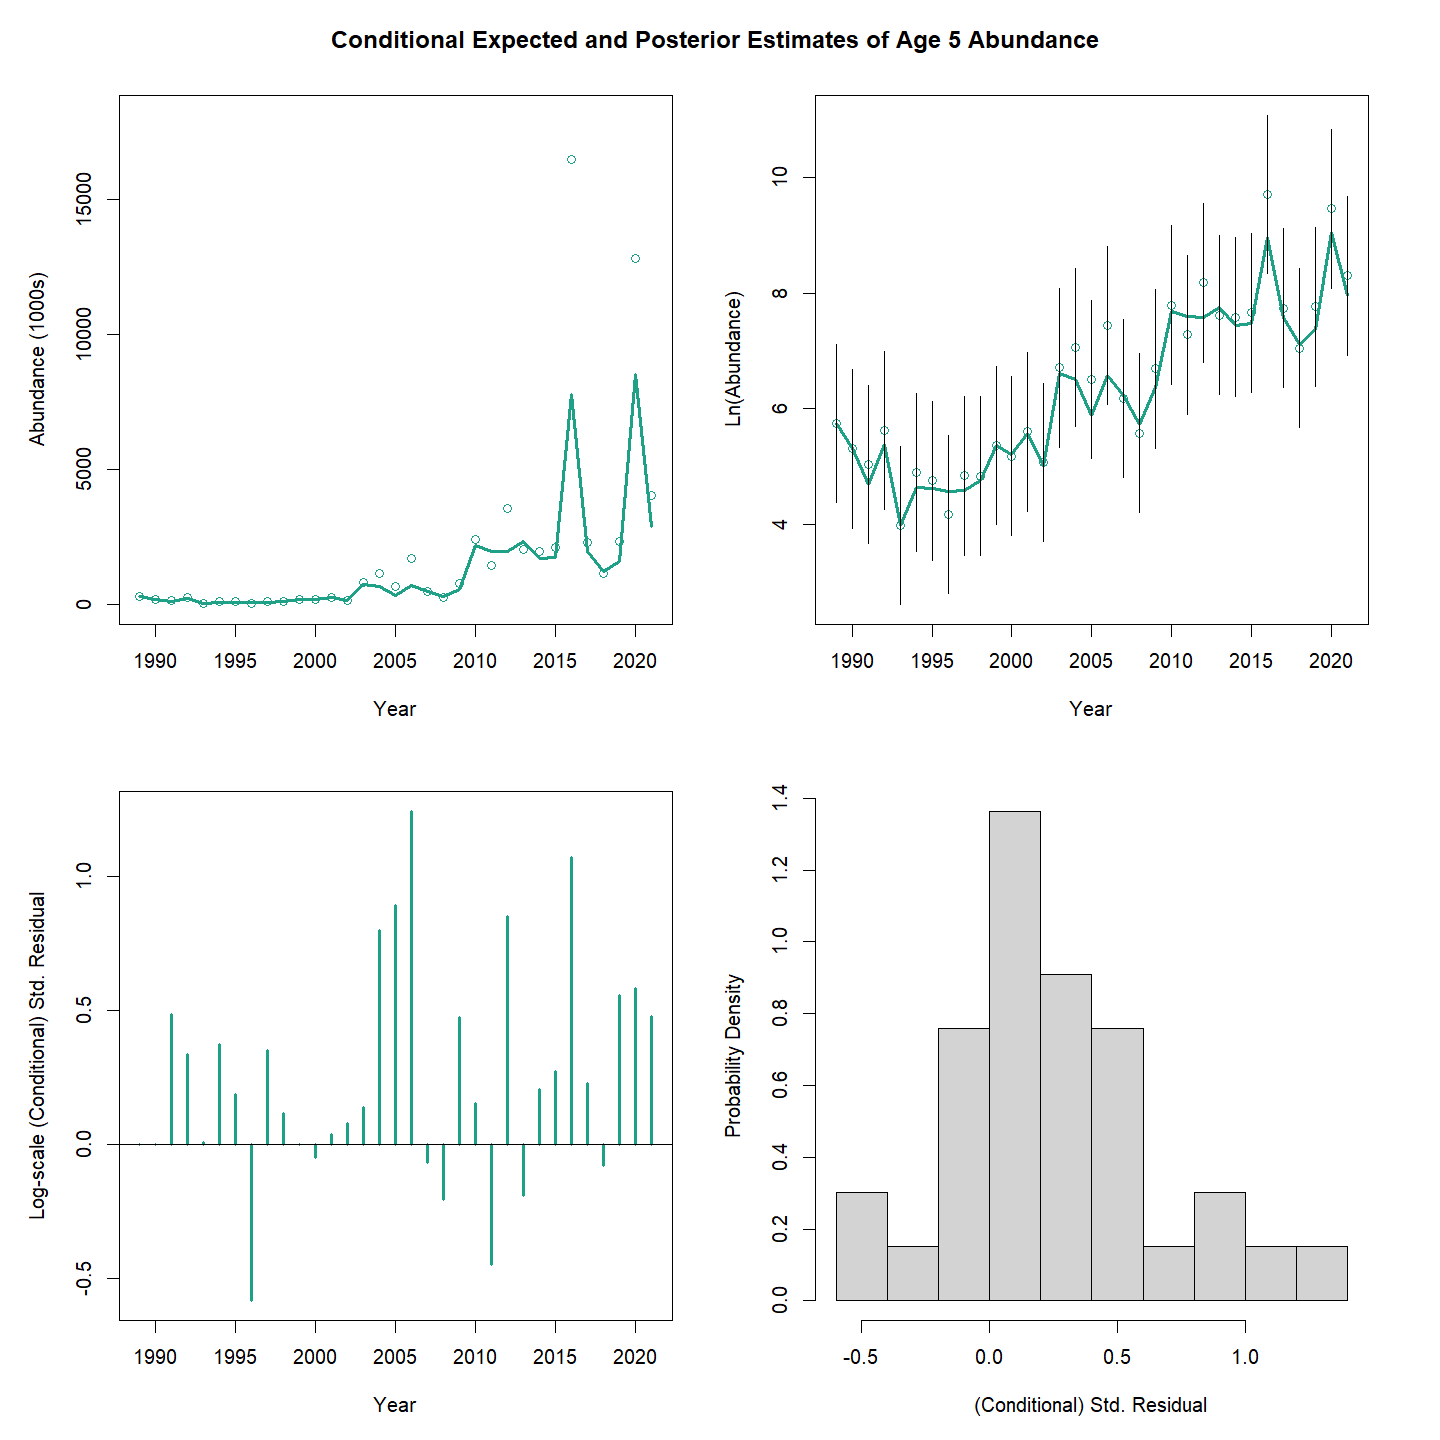 Conditional Expected and Posterior Estimates of Age 5 Abundance
Abundance (1000s)
0
5000
10000
15000
1990 1995 2000 2005 2010 2015 2020
Year
Ln(Abundance)
4
6
8
10
1990 1995 2000 2005 2010 2015 2020
Year
Log-scale (Conditional) Std. Residual
-0.5
0.0
0.5
1.0
1990 1995 2000 2005 2010 2015 2020
Year
Probability Density
0.0
0.2
0.4
0.6
0.8
1.0
1.2
1.4
-0.5 0.0 0.5 1.0
(Conditional) Std. Residual